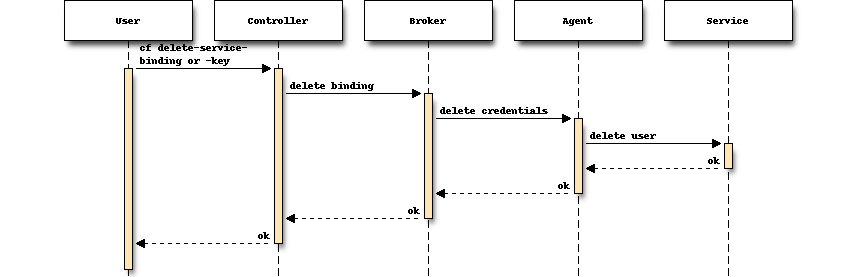 User
Controller
Broker
Agent
Service
cf delete-service-
binding or -key
delete binding
delete credentials
delete user
ok
ok
ok
ok